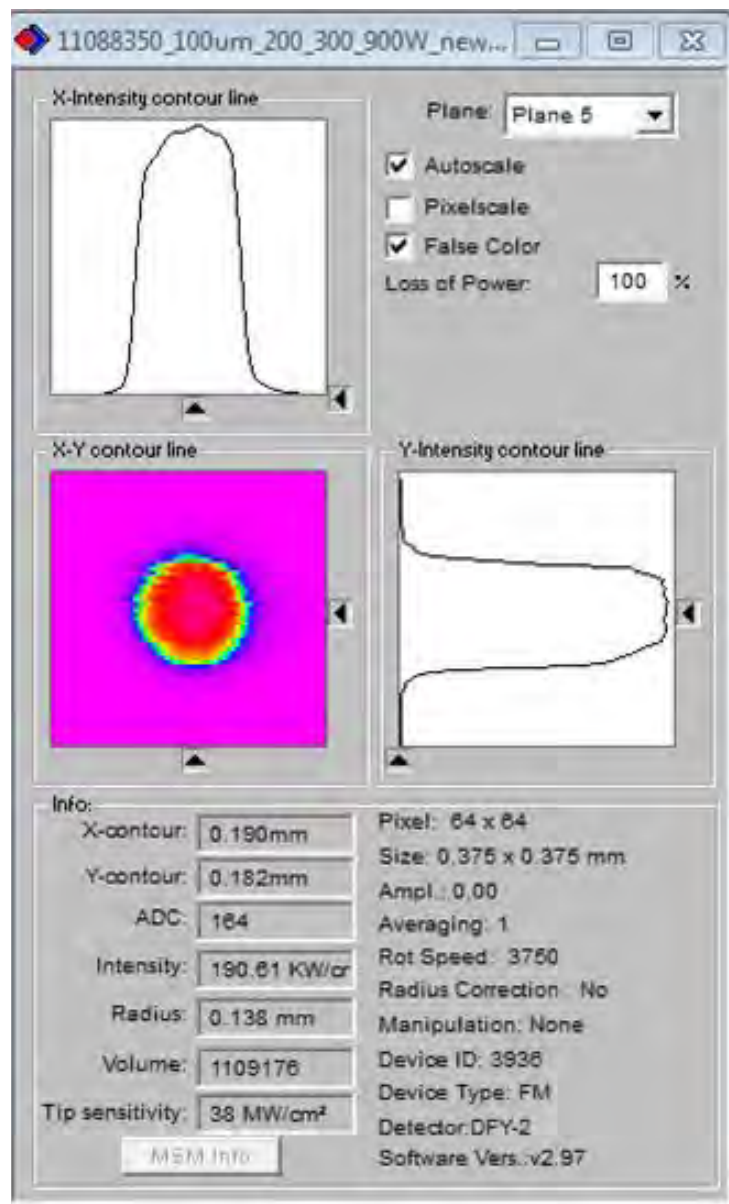 11088350_100um_200_300_900W_new...
X-Intensity contour line
Plane: Plane 5
Autoscale
Pixelscale
False Color
Loss of Power: 100 %
X-Y contour line
Y-Intensity contour line
Info:
X-contour: 0.190mm
Y-contour: 0.182mm
ADC: 164
Intensity: 190.61 KW/cr
Radius: 0.138 mm
Volume: 1109176
Tip sensitivity: 38 MW/cm²
MEM Info
Pixel: 64 x 64
Size: 0.375 x 0.375 mm
Ampl.: 0.00
Averaging: 1
Rot Speed: 3750
Radius Correction: No
Manipulation: None
Device ID: 3936
Device Type: FM
Detector:DFY-2
Software Vers.:v2.97